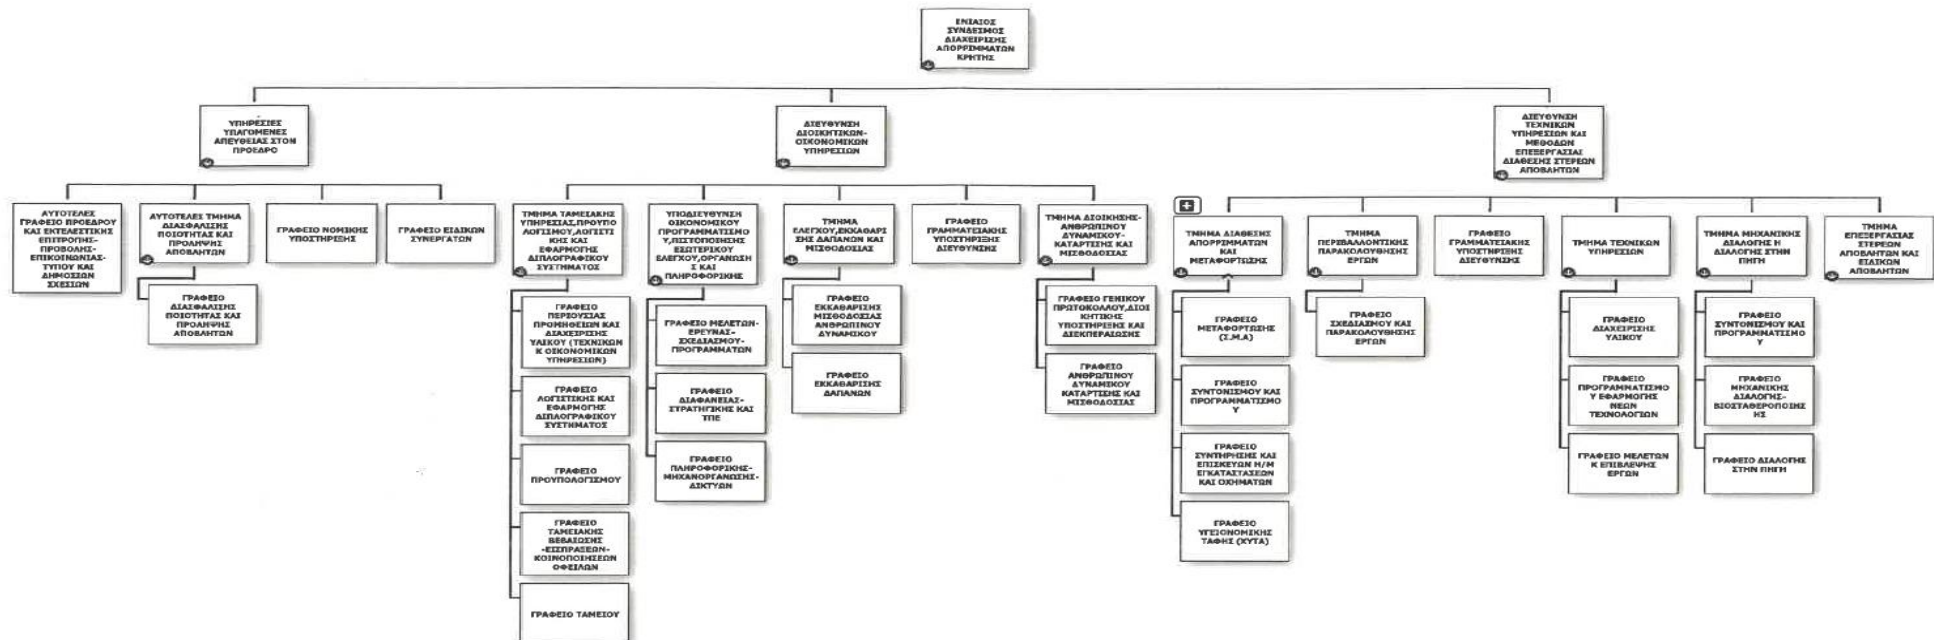 ΕΝΙΑΙΟΣ
ΣΥΝΔΕΣΜΟΣ
ΔΙΑΧΕΙΡΙΣΗΣ
ΑΠΟΡΡΙΜΜΑΤΩΝ
ΚΡΗΤΗΣ
ΥΠΗΡΕΣΙΕΣ
ΥΠΑΓΟΜΕΝΕΣ
ΑΠΕΥΘΕΙΑΣ ΣΤΟΝ
ΠΡΟΕΔΡΟ
ΔΙΕΥΘΥΝΣΗ
ΔΙΟΙΚΗΤΙΚΩΝ-
ΟΙΚΟΝΟΜΙΚΩΝ
ΥΠΗΡΕΣΙΩΝ
ΔΙΕΥΘΥΝΣΗ
ΤΕΧΝΙΚΩΝ
ΥΠΗΡΕΣΙΩΝ ΚΑΙ
ΜΕΘΟΔΩΝ
ΕΠΕΞΕΡΓΑΣΙΑΣ
ΔΙΑΘΕΣΗΣ ΣΤΕΡΕΩΝ
ΑΠΟΒΛΗΤΩΝ
ΑΥΤΟΤΕΛΕΣ
ΓΡΑΦΕΙΟ ΠΡΟΕΔΡΟΥ
ΚΑΙ ΕΚΤΕΛΕΣΤΙΚΗΣ
ΕΠΙΤΡΟΠΗΣ-
ΠΡΟΒΟΛΗΣ-
ΕΠΙΚΟΙΝΩΝΙΑΣ-
ΤΥΠΟΥ ΚΑΙ
ΔΗΜΟΣΙΩΝ
ΣΧΕΣΕΩΝ
ΑΥΤΟΤΕΛΕΣ ΤΜΗΜΑ
ΔΙΑΣΦΑΛΙΣΗΣ
ΠΟΙΟΤΗΤΑΣ ΚΑΙ
ΠΡΟΛΗΨΗΣ
ΑΠΟΒΛΗΤΩΝ
ΓΡΑΦΕΙΟ ΝΟΜΙΚΗΣ
ΥΠΟΣΤΗΡΙΞΗΣ
ΓΡΑΦΕΙΟ ΕΙΔΙΚΩΝ
ΣΥΝΕΡΓΑΤΩΝ
ΤΜΗΜΑ ΤΑΜΕΙΑΚΗΣ
ΥΠΗΡΕΣΙΑΣ,ΠΡΟΥΠΟ
ΛΟΓΙΣΜΟΥ,ΛΟΓΙΣΤΙ
ΚΗΣ ΚΑΙ
ΕΦΑΡΜΟΓΗΣ
ΔΙΠΛΟΓΡΑΦΙΚΟΥ
ΣΥΣΤΗΜΑΤΟΣ
ΥΠΟΔΙΕΥΘΥΝΣΗ
ΟΙΚΟΝΟΜΙΚΟΥ
ΠΡΟΓΡΑΜΜΑΤΙΣΜΟ
Υ,ΠΙΣΤΟΠΟΙΗΣΗΣ
ΕΣΩΤΕΡΙΚΟΥ
ΕΛΕΓΧΟΥ,ΟΡΓΑΝΩΣΗ
Σ ΚΑΙ
ΠΛΗΡΟΦΟΡΙΚΗΣ
ΤΜΗΜΑ
ΕΛΕΓΧΟΥ,ΕΚΚΑΘΑΡΙ
ΣΗΣ ΔΑΠΑΝΩΝ ΚΑΙ
ΜΙΣΘΟΔΟΣΙΑΣ
ΓΡΑΦΕΙΟ
ΓΡΑΜΜΑΤΕΙΑΚΗΣ
ΥΠΟΣΤΗΡΙΞΗΣ
ΔΙΕΥΘΥΝΣΗΣ
ΤΜΗΜΑ ΔΙΟΙΚΗΣΗΣ-
ΑΝΘΡΩΠΙΝΟΥ
ΔΥΝΑΜΙΚΟΥ-
ΚΑΤΑΡΤΙΣΗΣ ΚΑΙ
ΜΙΣΘΟΔΟΣΙΑΣ
ΤΜΗΜΑ ΔΙΑΘΕΣΗΣ
ΑΠΟΡΡΙΜΜΑΤΩΝ
ΚΑΙ
ΜΕΤΑΦΟΡΤΩΣΗΣ
ΤΜΗΜΑ
ΠΕΡΙΒΑΛΛΟΝΤΙΚΗΣ
ΠΑΡΑΚΟΛΟΥΘΗΣΗΣ
ΕΡΓΩΝ
ΓΡΑΦΕΙΟ
ΓΡΑΜΜΑΤΕΙΑΚΗΣ
ΥΠΟΣΤΗΡΙΞΗΣ
ΔΙΕΥΘΥΝΣΗΣ
ΤΜΗΜΑ ΤΕΧΝΙΚΩΝ
ΥΠΗΡΕΣΙΩΝ
ΤΜΗΜΑ ΜΗΧΑΝΙΚΗΣ
ΔΙΑΛΟΓΗΣ Η
ΔΙΑΛΟΓΗΣ ΣΤΗΝ
ΠΗΓΗ
ΤΜΗΜΑ
ΕΠΕΞΕΡΓΑΣΙΑΣ
ΣΤΕΡΕΩΝ
ΑΠΟΒΛΗΤΩΝ ΚΑΙ
ΕΙΔΙΚΩΝ
ΑΠΟΒΛΗΤΩΝ
ΓΡΑΦΕΙΟ
ΔΙΑΣΦΑΛΙΣΗΣ
ΠΟΙΟΤΗΤΑΣ ΚΑΙ
ΠΡΟΛΗΨΗΣ
ΑΠΟΒΛΗΤΩΝ
ΓΡΑΦΕΙΟ
ΠΕΡΙΟΥΣΙΑΣ
ΠΡΟΜΗΘΕΙΩΝ ΚΑΙ
ΔΙΑΧΕΙΡΙΣΗΣ
ΥΛΙΚΟΥ (ΤΕΧΝΙΚΩΝ
Κ ΟΙΚΟΝΟΜΙΚΩΝ
ΥΠΗΡΕΣΙΩΝ)
ΓΡΑΦΕΙΟ
ΛΟΓΙΣΤΙΚΗΣ ΚΑΙ
ΕΦΑΡΜΟΓΗΣ
ΔΙΠΛΟΓΡΑΦΙΚΟΥ
ΣΥΣΤΗΜΑΤΟΣ
ΓΡΑΦΕΙΟ
ΠΡΟΥΠΟΛΟΓΙΣΜΟΥ
ΓΡΑΦΕΙΟ
ΤΑΜΕΙΑΚΗΣ
ΒΕΒΑΙΩΣΗΣ
-ΕΙΣΠΡΑΞΕΩΝ-
ΚΟΙΝΟΠΟΙΗΣΕΩΝ
ΟΦΕΙΛΩΝ
ΓΡΑΦΕΙΟ ΤΑΜΕΙΟΥ
ΓΡΑΦΕΙΟ ΜΕΛΕΤΩΝ-
ΕΡΕΥΝΑΣ-
ΣΧΕΔΙΑΣΜΟΥ-
ΠΡΟΓΡΑΜΜΑΤΩΝ
ΓΡΑΦΕΙΟ
ΔΙΑΦΑΝΕΙΑΣ-
ΣΤΡΑΤΗΓΙΚΗΣ ΚΑΙ
ΤΠΕ
ΓΡΑΦΕΙΟ
ΠΛΗΡΟΦΟΡΙΚΗΣ-
ΜΗΧΑΝΟΡΓΑΝΩΣΗΣ-
ΔΙΚΤΥΩΝ
ΓΡΑΦΕΙΟ
ΕΚΚΑΘΑΡΙΣΗΣ
ΜΙΣΘΟΔΟΣΙΑΣ
ΑΝΘΡΩΠΙΝΟΥ
ΔΥΝΑΜΙΚΟΥ
ΓΡΑΦΕΙΟ
ΕΚΚΑΘΑΡΙΣΗΣ
ΔΑΠΑΝΩΝ
ΓΡΑΦΕΙΟ ΓΕΝΙΚΟΥ
ΠΡΩΤΟΚΟΛΛΟΥ,ΔΙΟΙ
ΚΗΤΙΚΗΣ
ΥΠΟΣΤΗΡΙΞΗΣ ΚΑΙ
ΔΙΕΚΠΕΡΑΙΩΣΗΣ
ΓΡΑΦΕΙΟ
ΑΝΘΡΩΠΙΝΟΥ
ΔΥΝΑΜΙΚΟΥ
ΚΑΤΑΡΤΙΣΗΣ ΚΑΙ
ΜΙΣΘΟΔΟΣΙΑΣ
ΓΡΑΦΕΙΟ
ΜΕΤΑΦΟΡΤΩΣΗΣ
(Σ.Μ.Α)
ΓΡΑΦΕΙΟ
ΣΥΝΤΟΝΙΣΜΟΥ ΚΑΙ
ΠΡΟΓΡΑΜΜΑΤΙΣΜΟ
Υ
ΓΡΑΦΕΙΟ
ΣΥΝΤΗΡΗΣΗΣ ΚΑΙ
ΕΠΙΣΚΕΥΩΝ Η/Μ
ΕΓΚΑΤΑΣΤΑΣΕΩΝ
ΚΑΙ ΟΧΗΜΑΤΩΝ
ΓΡΑΦΕΙΟ
ΥΓΕΙΟΝΟΜΙΚΗΣ
ΤΑΦΗΣ (ΧΥΤΑ)
ΓΡΑΦΕΙΟ
ΣΧΕΔΙΑΣΜΟΥ ΚΑΙ
ΠΑΡΑΚΟΛΟΥΘΗΣΗΣ
ΕΡΓΩΝ
ΓΡΑΦΕΙΟ
ΔΙΑΧΕΙΡΙΣΗΣ
ΥΛΙΚΟΥ
ΓΡΑΦΕΙΟ
ΠΡΟΓΡΑΜΜΑΤΙΣΜΟ
Υ ΕΦΑΡΜΟΓΗΣ
ΝΕΩΝ
ΤΕΧΝΟΛΟΓΙΩΝ
ΓΡΑΦΕΙΟ ΜΕΛΕΤΩΝ
Κ ΕΠΙΒΛΕΨΗΣ
ΕΡΓΩΝ
ΓΡΑΦΕΙΟ
ΣΥΝΤΟΝΙΣΜΟΥ ΚΑΙ
ΠΡΟΓΡΑΜΜΑΤΙΣΜΟ
Υ
ΓΡΑΦΕΙΟ
ΜΗΧΑΝΙΚΗΣ
ΔΙΑΛΟΓΗΣ-
ΒΙΟΣΤΑΘΕΡΟΠΟΙΗΣ
ΗΣ
ΓΡΑΦΕΙΟ ΔΙΑΛΟΓΗΣ
ΣΤΗΝ ΠΗΓΗ